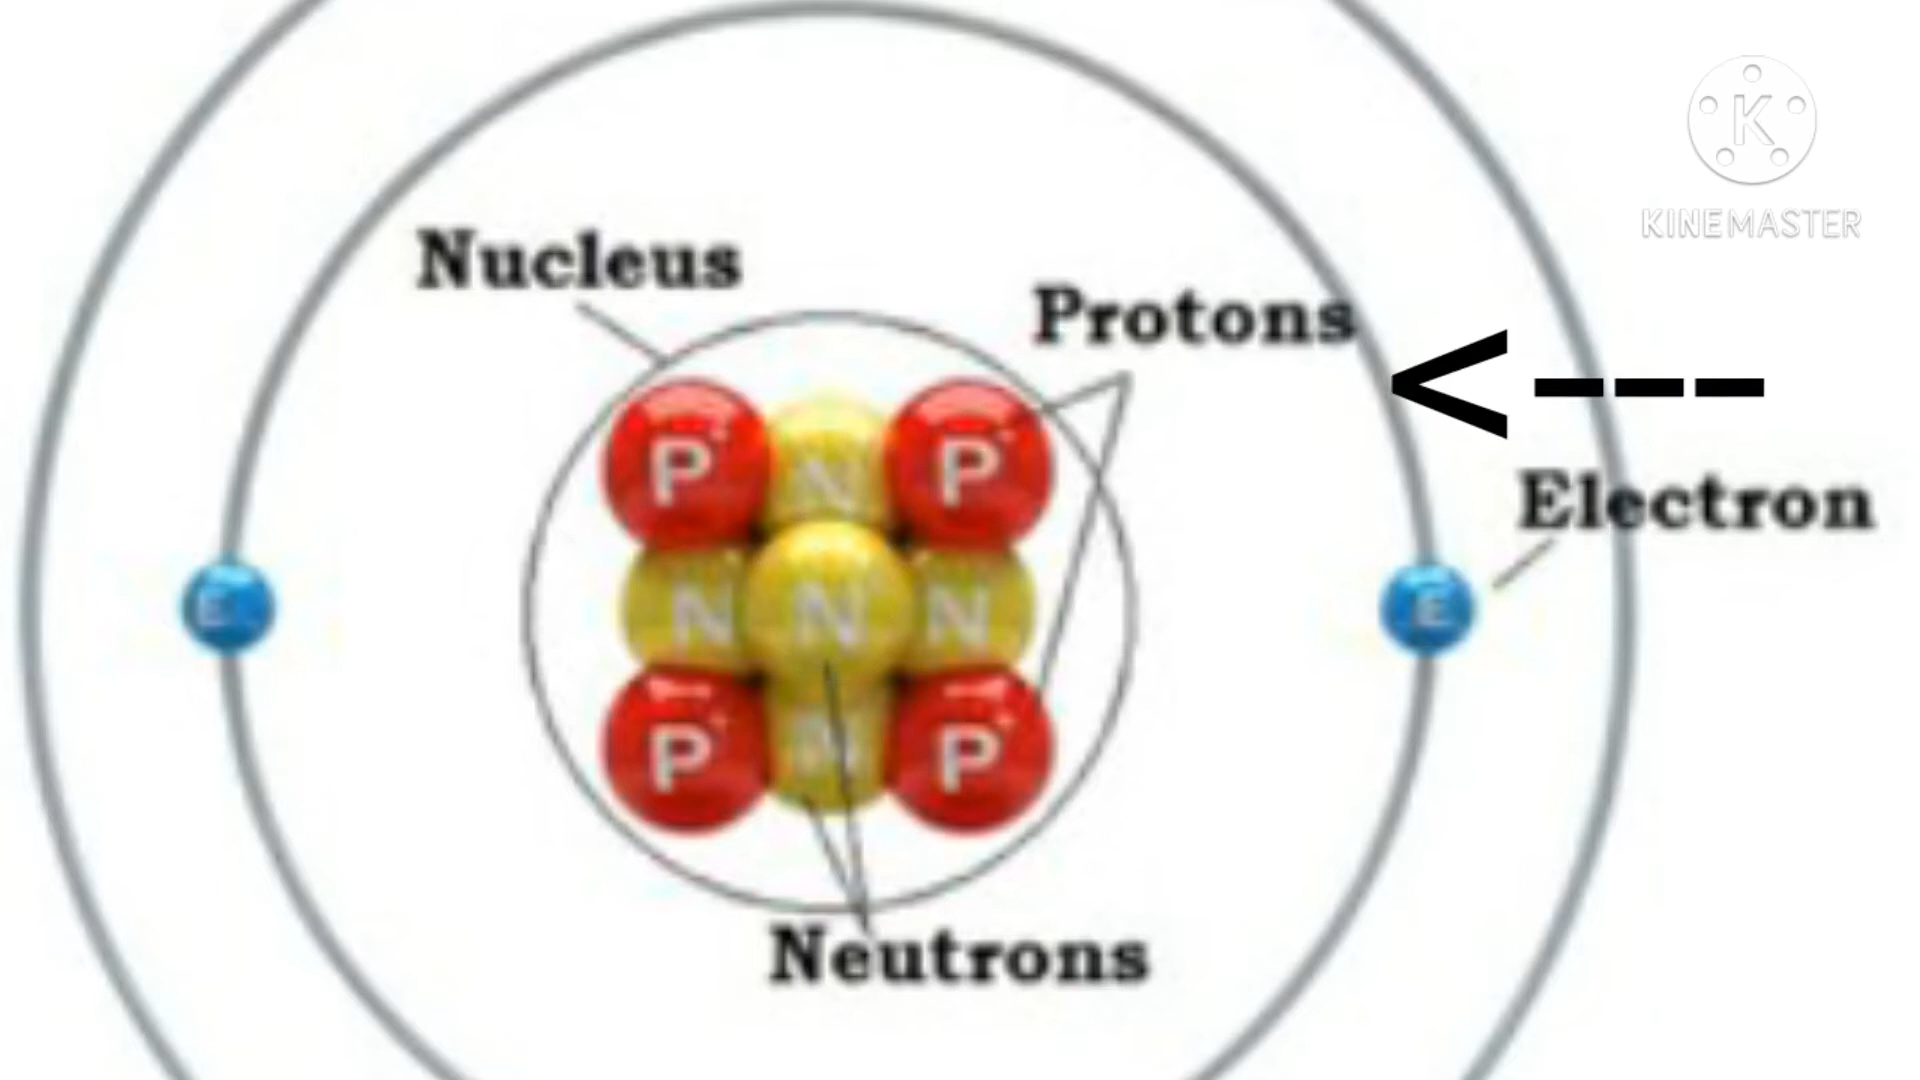 K
KINEMASTER
Nucleus
Protons
<---
Electron
P N P
N N N
P N P
E
E
Neutrons